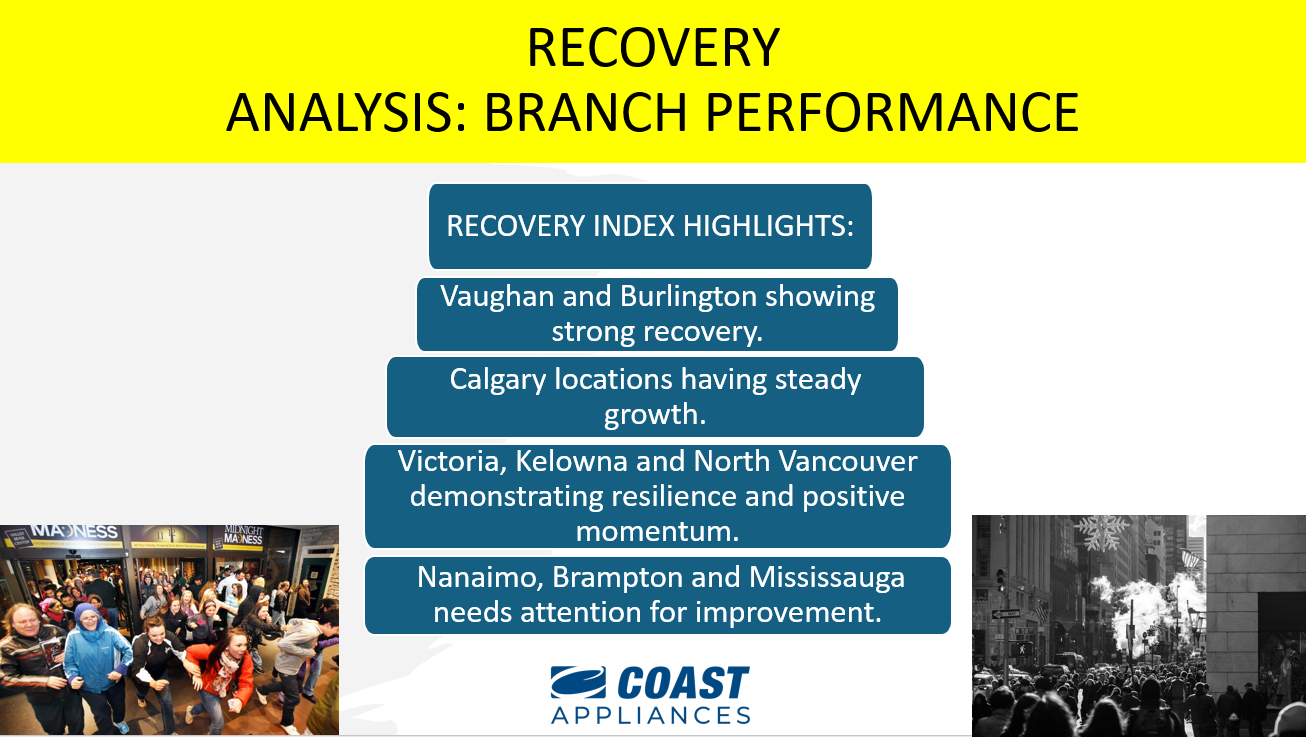 RECOVERY
ANALYSIS: BRANCH PERFORMANCE
RECOVERY INDEX HIGHLIGHTS:
Vaughan and Burlington showing
strong recovery.
Calgary locations having steady
growth.
Victoria, Kelowna and North Vancouver
demonstrating resilience and positive
momentum.
Nanaimo, Brampton and Mississauga
needs attention for improvement.
MADNESS
MIDNIGHT
MADNESS
COAST
APPLIANCES